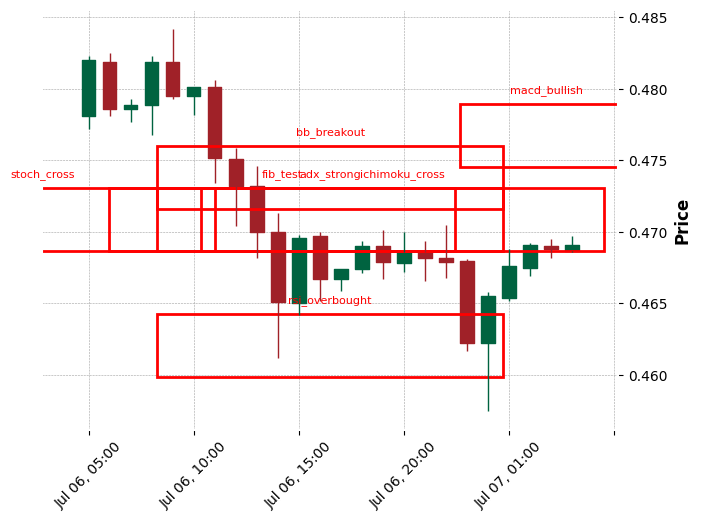 0.485
0.480
macd_bullish
bb_breakout
0.475
stoch_cross
fib_test
adx_strong
ichimoku_cross
0.470
Price
0.465
rsi_overbought
0.460
Jul 06, 05:00
Jul 06, 10:00
Jul 06, 15:00
Jul 06, 20:00
Jul 07, 01:00